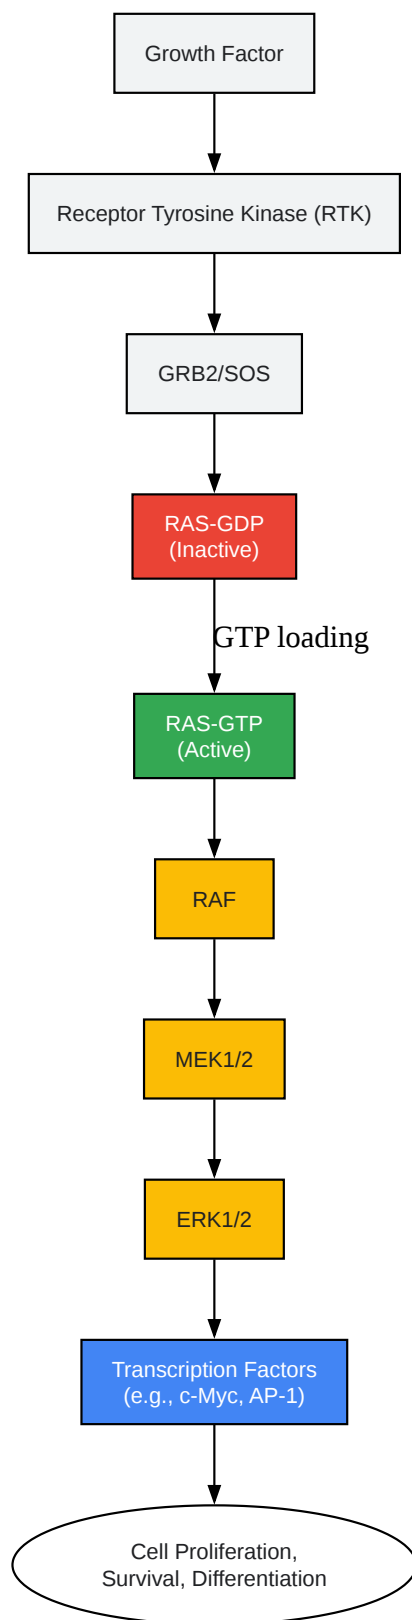 Growth Factor
Receptor Tyrosine Kinase (RTK)
GRB2/SOS
RAS-GDP
(Inactive)
GTP loading
RAS-GTP
(Active)
RAF
MEK1/2
ERK1/2
Transcription Factors
(e.g., c-Myc, AP-1)
Cell Proliferation,
Survival, Differentiation